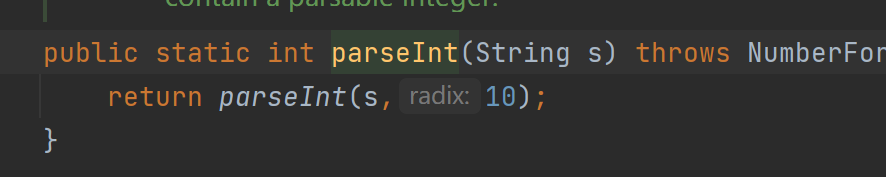 contain a parsable integer.
public static int parseInt(String s) throws NumberFor
return parseInt(s, radix: 10);
}